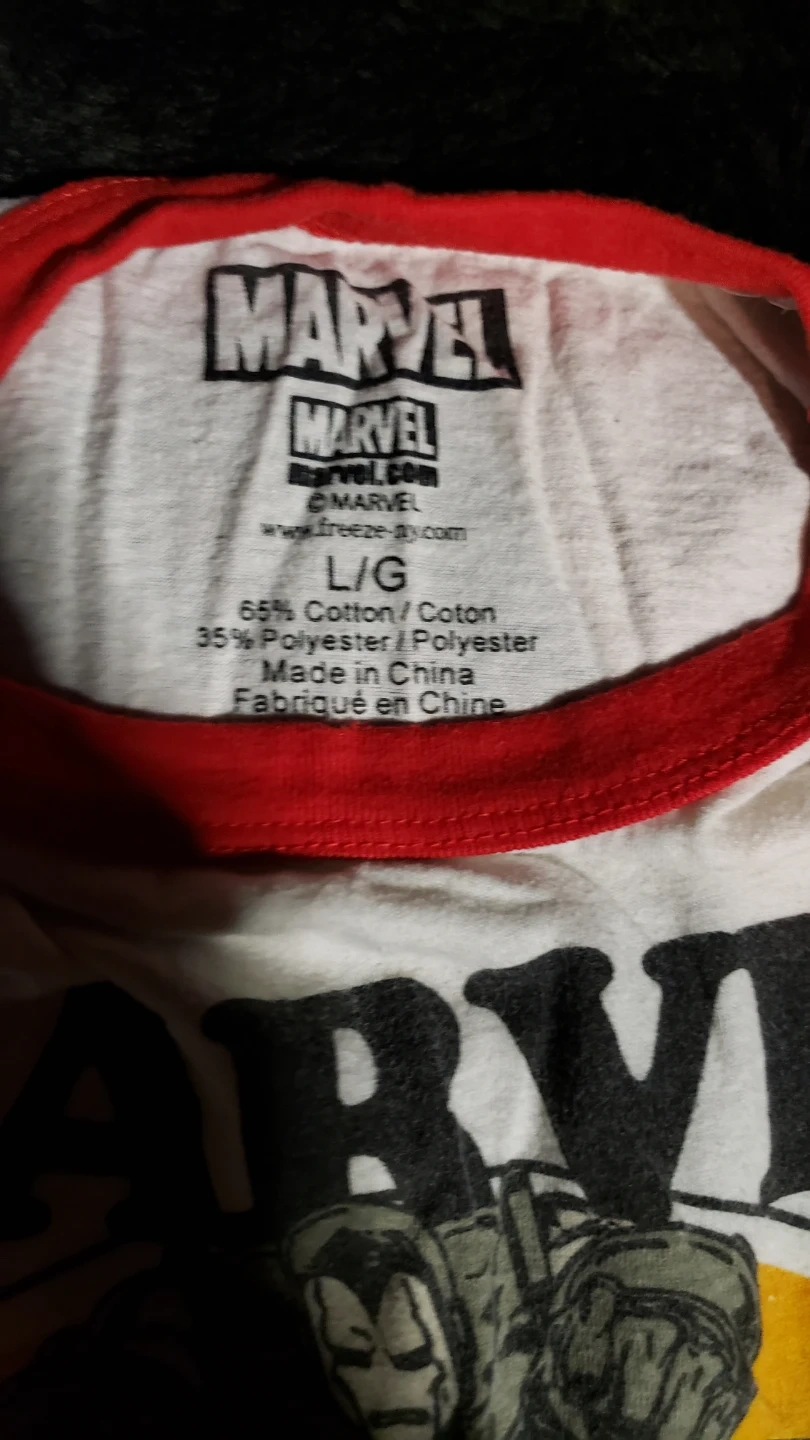 MARVEL
MARVEL
marvel.com
© MARVEL
www.freeze-ny.com
L/G
65% Cotton / Coton
35% Polyester / Polyester
Made in China
Fabriqué en Chine
ARVE